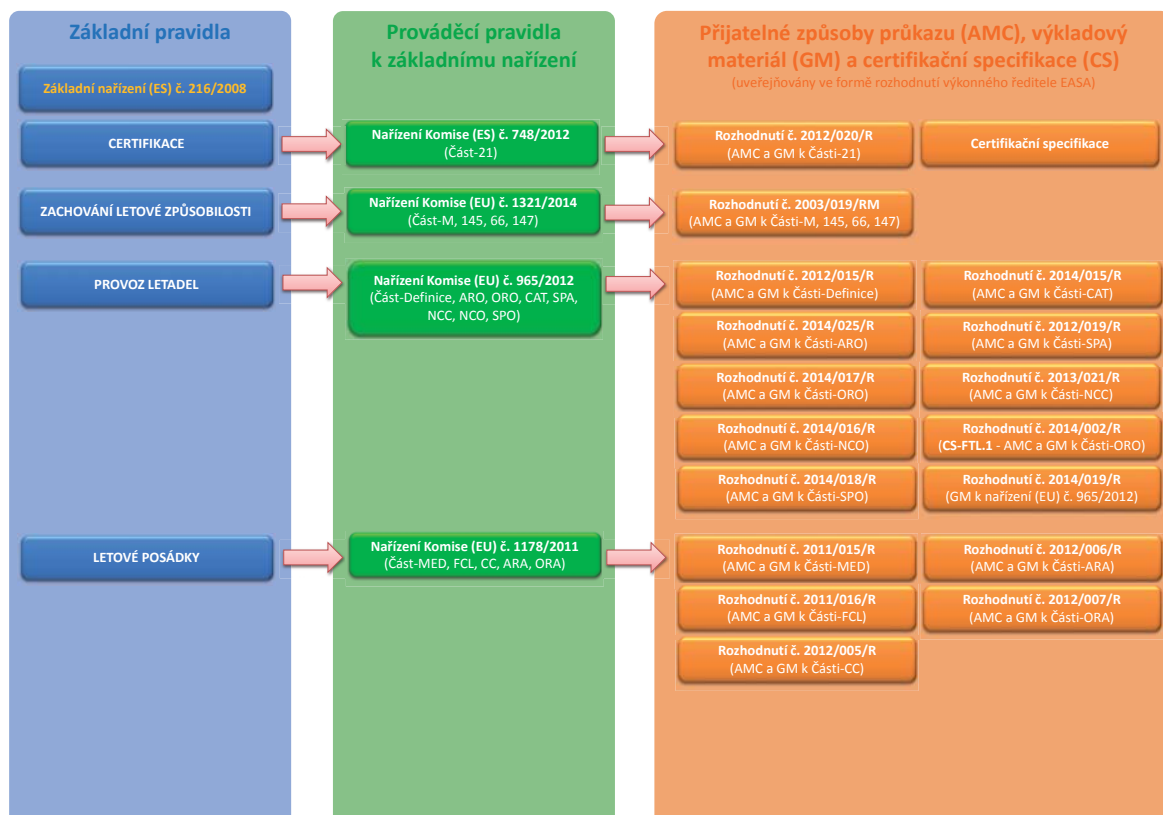 Základní pravidla
Základní nařízení (ES) č. 216/2008
CERTIFIKACE
ZACHOVÁNÍ LETOVÉ ZPŮSOBILOSTI
PROVOZ LETADEL
LETOVÉ POSÁDKY
Prováděcí pravidla
k základnímu nařízení
Nařízení Komise (ES) č. 748/2012
(Část-21)
Nařízení Komise (EU) č. 1321/2014
(Část-M, 145, 66, 147)
Nařízení Komise (EU) č. 965/2012
(Část-Definice, ARO, ORO, CAT, SPA,
NCC, NCO, SPO)
Nařízení Komise (EU) č. 1178/2011
(Část-MED, FCL, CC, ARA, ORA)
Přijatelné způsoby průkazu (AMC), výkladový
materiál (GM) a certifikační specifikace (CS)
(uveřejňovány ve formě rozhodnutí výkonného ředitele EASA)
Rozhodnutí č. 2012/020/R
(AMC a GM k Části-21)
Certifikační specifikace
Rozhodnutí č. 2003/019/RM
(AMC a GM k Části-M, 145, 66, 147)
Rozhodnutí č. 2012/015/R
(AMC a GM k Části-Definice)
Rozhodnutí č. 2014/015/R
(AMC a GM k Části-CAT)
Rozhodnutí č. 2014/025/R
(AMC a GM k Části-ARO)
Rozhodnutí č. 2012/019/R
(AMC a GM k Části-SPA)
Rozhodnutí č. 2014/017/R
(AMC a GM k Části-ORO)
Rozhodnutí č. 2013/021/R
(AMC a GM k Části-NCC)
Rozhodnutí č. 2014/016/R
(AMC a GM k Části-NCO)
Rozhodnutí č. 2014/002/R
(CS-FTL.1 - AMC a GM k Části-ORO)
Rozhodnutí č. 2014/018/R
(AMC a GM k Části-SPO)
Rozhodnutí č. 2014/019/R
(GM k nařízení (EU) č. 965/2012)
Rozhodnutí č. 2011/015/R
(AMC a GM k Části-MED)
Rozhodnutí č. 2012/006/R
(AMC a GM k Části-ARA)
Rozhodnutí č. 2011/016/R
(AMC a GM k Části-FCL)
Rozhodnutí č. 2012/007/R
(AMC a GM k Části-ORA)
Rozhodnutí č. 2012/005/R
(AMC a GM k Části-CC)